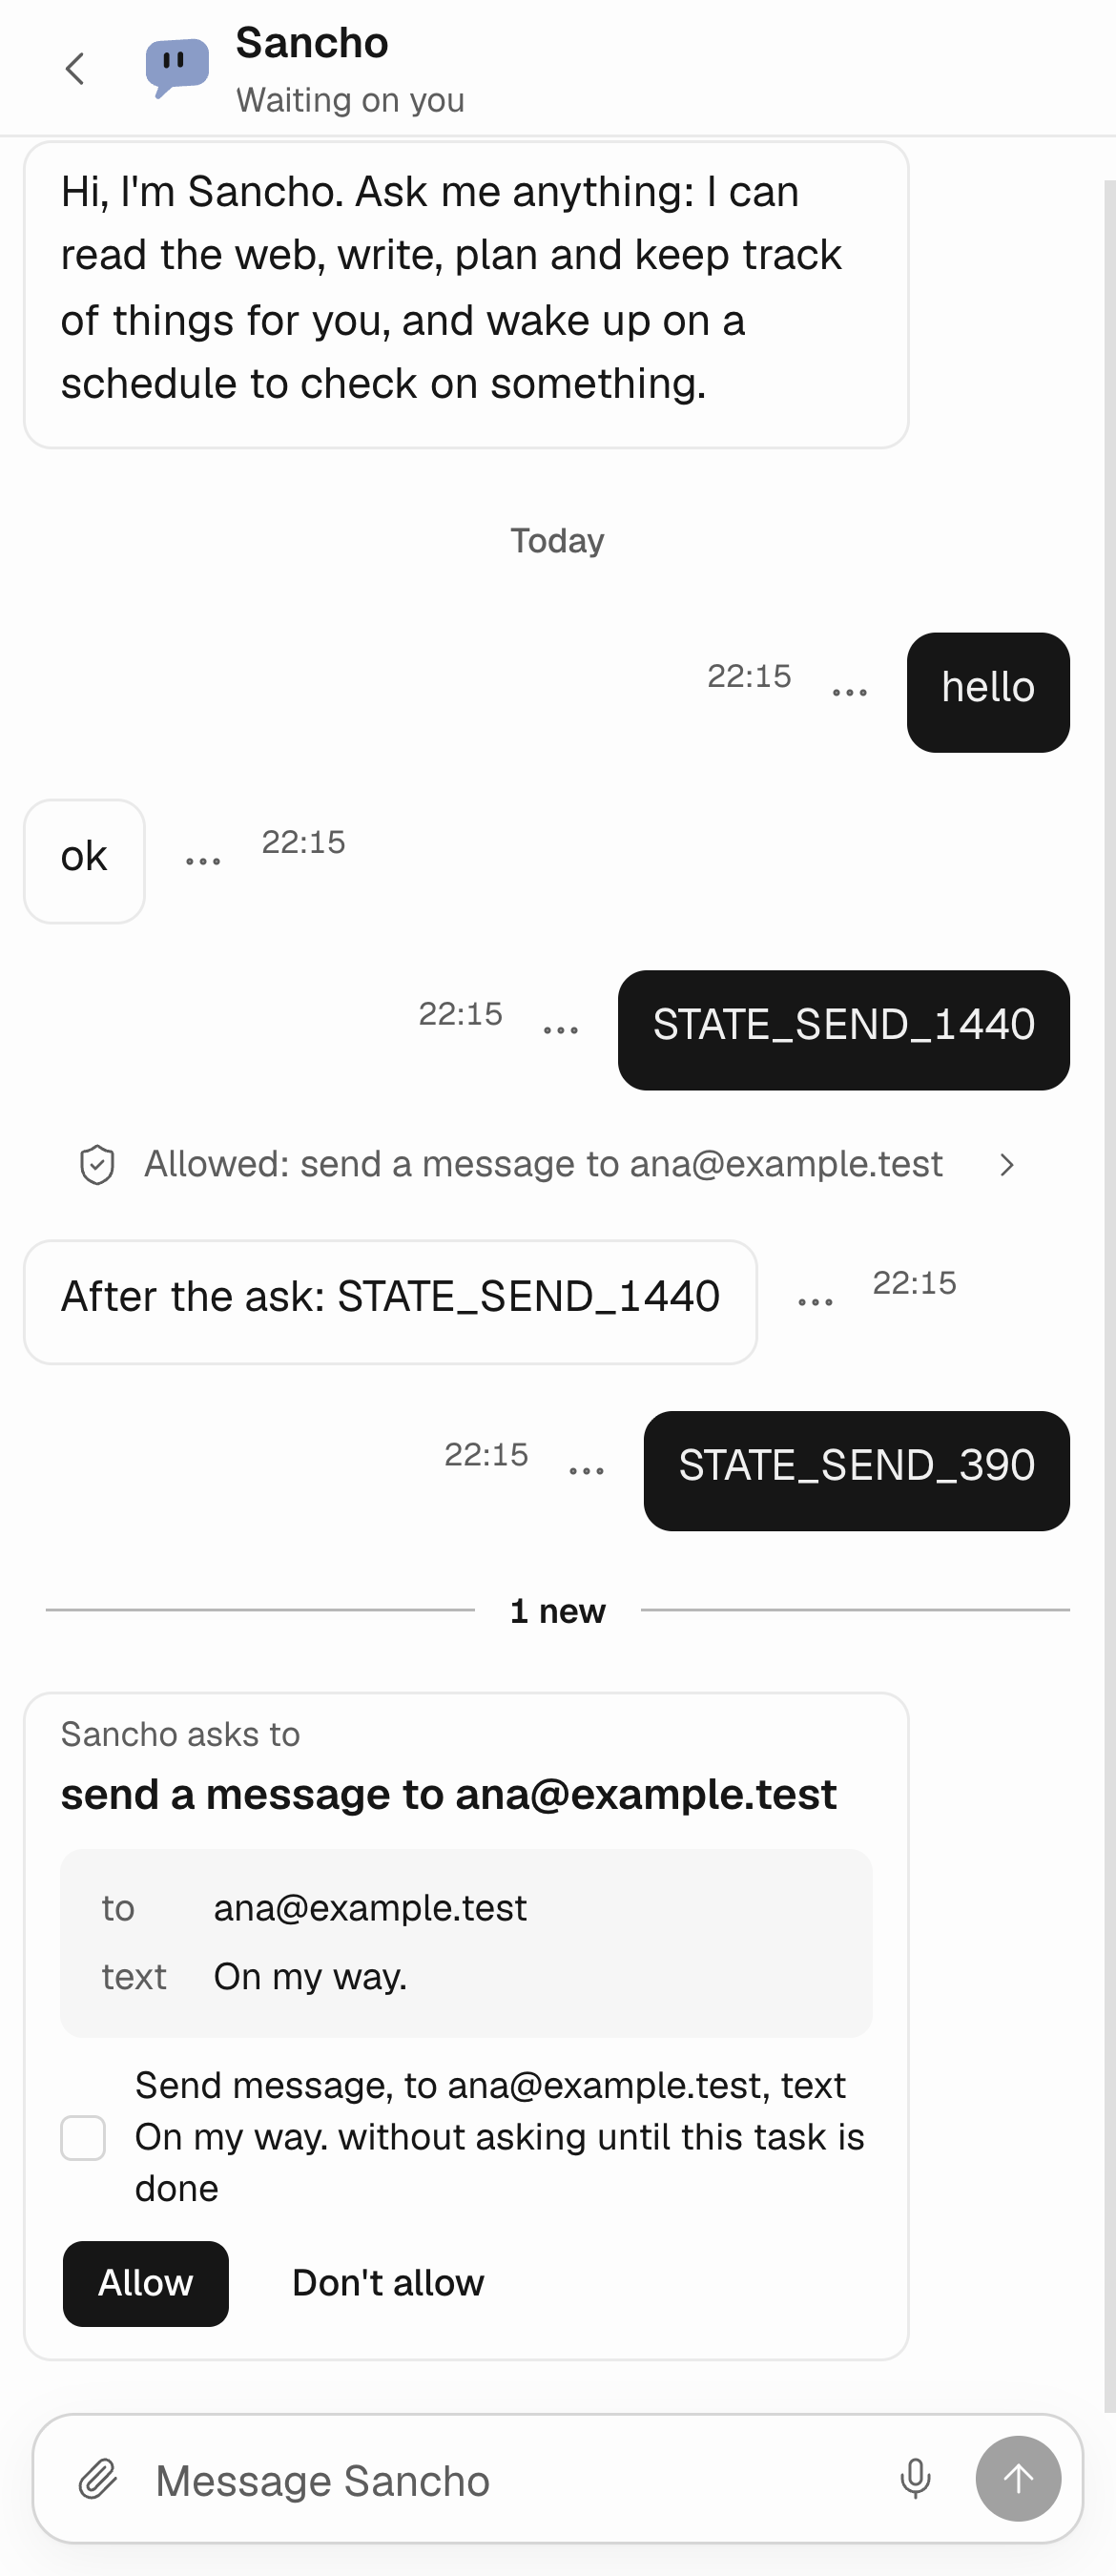 Sancho
Waiting on you
Hi, I'm Sancho. Ask me anything: I can
read the web, write, plan and keep track
of things for you, and wake up on a
schedule to check on something.
Today
22:15 ... hello
ok ... 22:15
22:15 ... STATE_SEND_1440
Allowed: send a message to ana@example.test
After the ask: STATE_SEND_1440 ... 22:15
22:15 ... STATE_SEND_390
1 new
Sancho asks to
send a message to ana@example.test
to ana@example.test
text On my way.
Send message, to ana@example.test, text
On my way. without asking until this task is
done
Allow Don't allow
Message Sancho